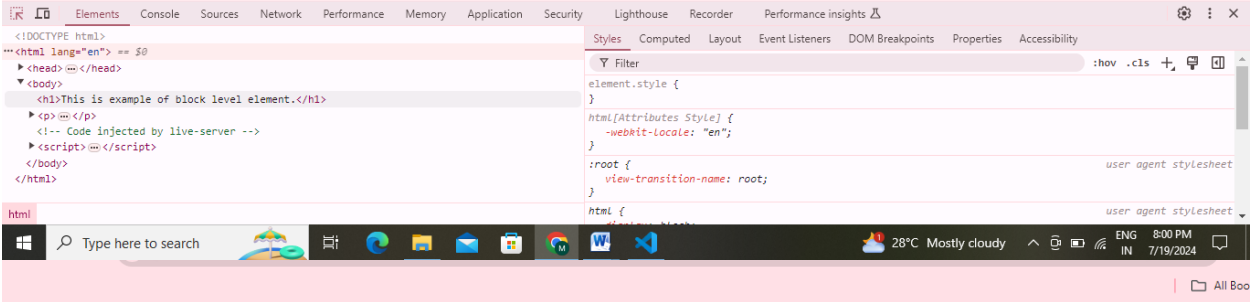 Elements Console Sources Network Performance Memory Application Security Lighthouse Recorder Performance insights
<!DOCTYPE html>
<html lang="en"> == $0
<head> … </head>
<body>
<h1>This is example of block level element.</h1>
<p> … </p>
<!-- Code injected by live-server -->
<script> … </script>
</body>
</html>
html
Styles Computed Layout Event Listeners DOM Breakpoints Properties Accessibility
Filter :hov .cls
element.style {
}
html[Attributes Style] {
-webkit-locale: "en";
}
:root { user agent stylesheet
view-transition-name: root;
}
html { user agent stylesheet
display: block;
Type here to search 28°C Mostly cloudy ENG 8:00 PM
IN 7/19/2024
All Boo